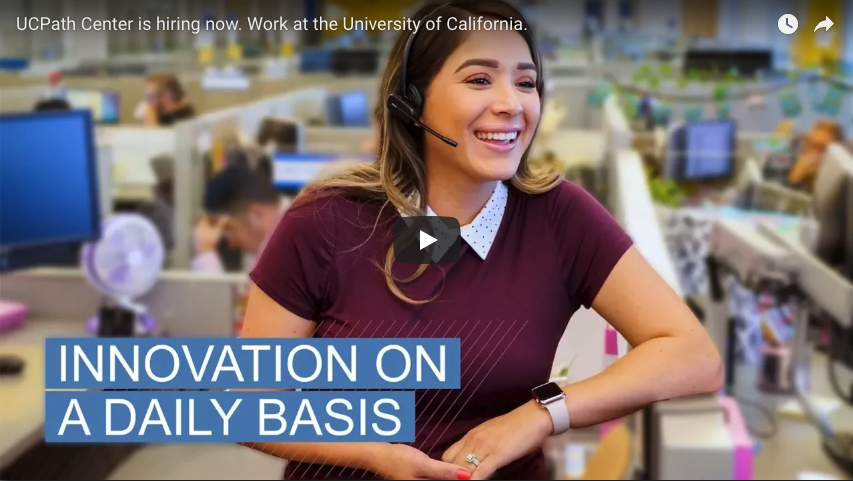 UCPath Center is hiring now. Work at the University of California.
INNOVATION ON
A DAILY BASIS